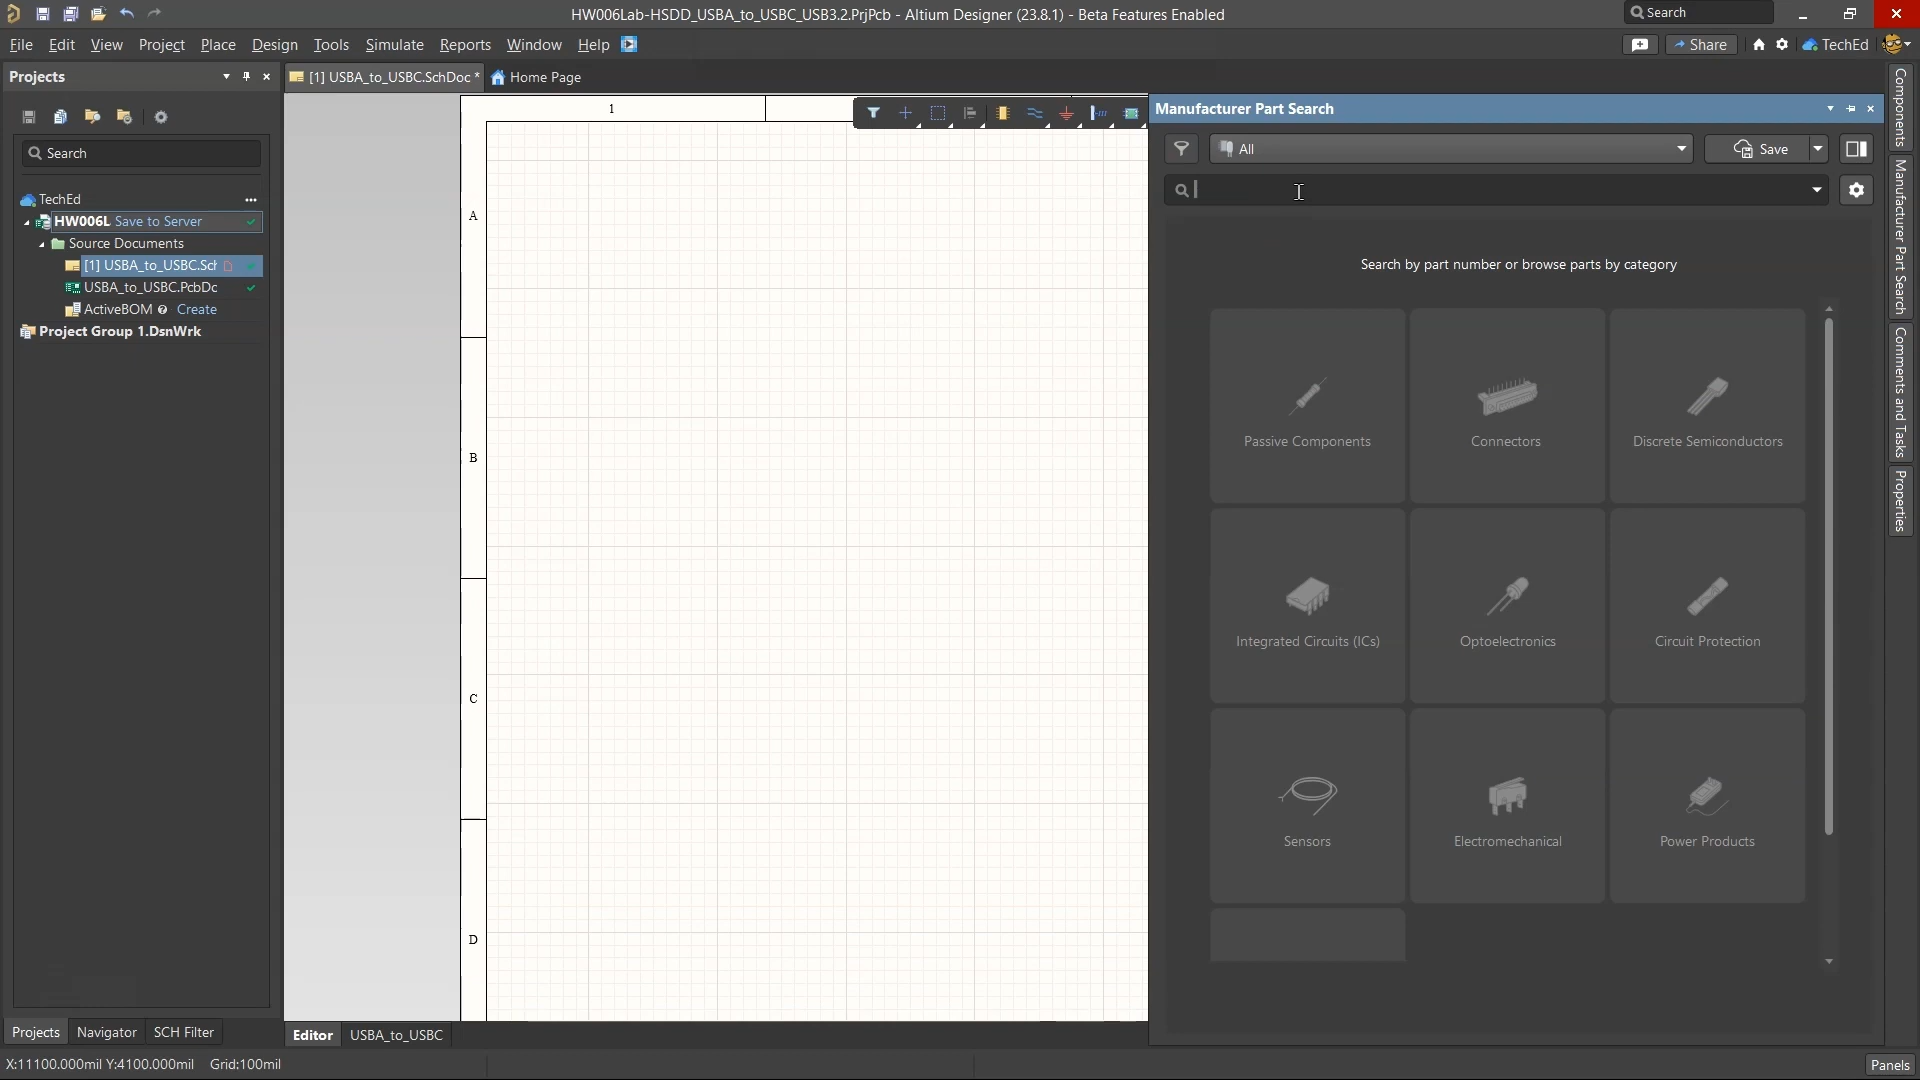 HW006Lab-HSDD_USBA_to_USBC_USB3.2.PrjPcb - Altium Designer (23.8.1) - Beta Features Enabled
Search
File Edit View Project Place Design Tools Simulate Reports Window Help
Share
TechEd
Projects
[1] USBA_to_USBC.SchDoc *
Home Page
Components
Manufacturer Part Search
Comments and Tasks
Properties
1
Manufacturer Part Search
All
Save
Search
TechEd
HW006L Save to Server
Source Documents
[1] USBA_to_USBC.Sch
USBA_to_USBC.PcbDc
ActiveBOM Create
Project Group 1.DsnWrk
A
B
C
D
Search by part number or browse parts by category
Passive Components
Connectors
Discrete Semiconductors
Integrated Circuits (ICs)
Optoelectronics
Circuit Protection
Sensors
Electromechanical
Power Products
Projects Navigator SCH Filter
Editor USBA_to_USBC
X:11100.000mil Y:4100.000mil Grid:100mil
Panels